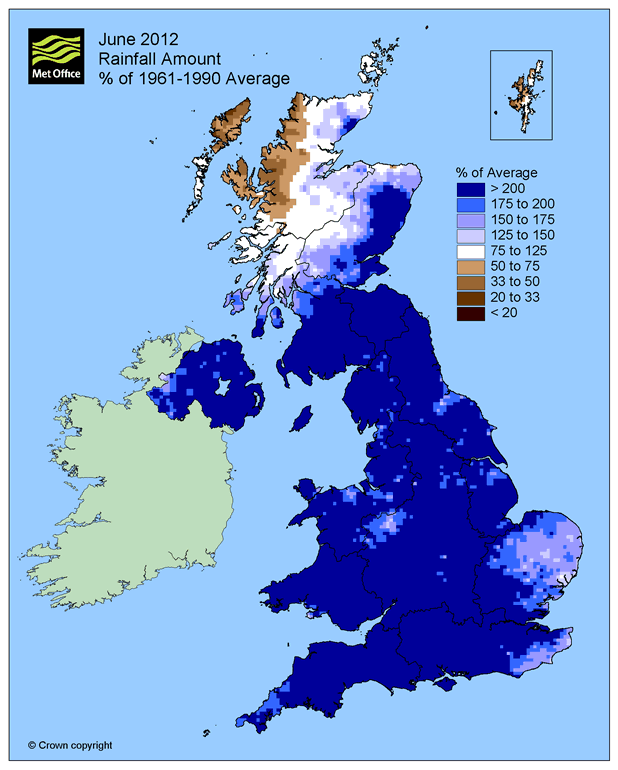 Met Office
June 2012
Rainfall Amount
% of 1961-1990 Average
% of Average
> 200
175 to 200
150 to 175
125 to 150
75 to 125
50 to 75
33 to 50
20 to 33
< 20
© Crown copyright